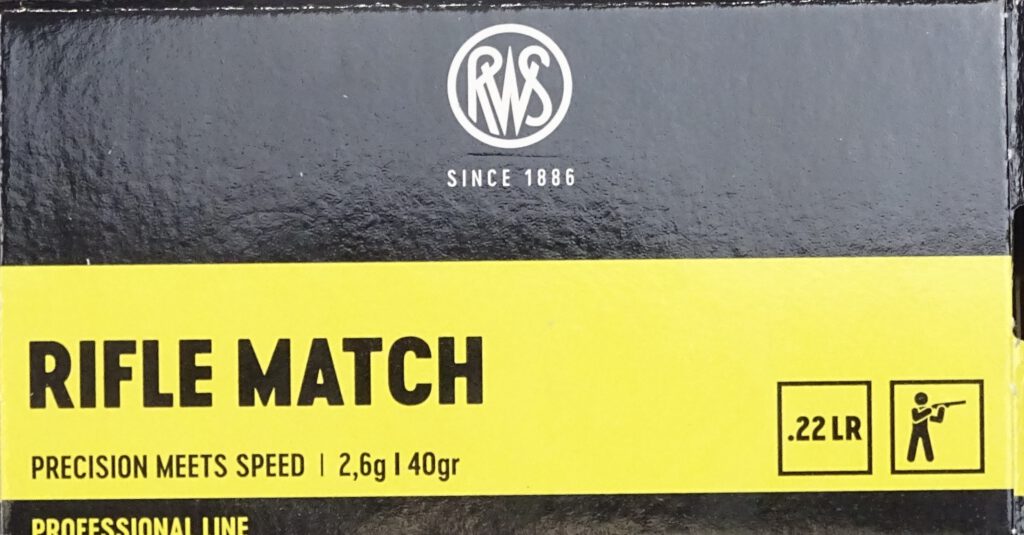 RWS
SINCE 1886
RIFLE MATCH
PRECISION MEETS SPEED | 2,6g | 40gr
.22 LR
PROFESSIONAL LINE